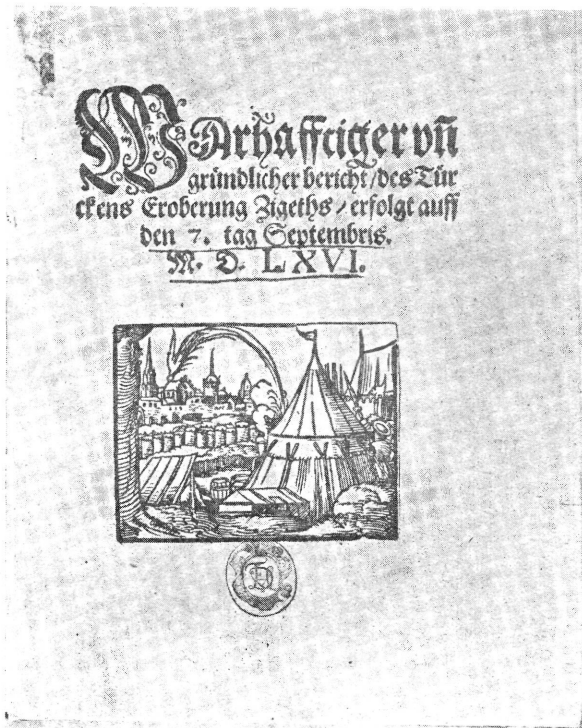 WArhafftiger vñ
gründlicher bericht/des Tür
ckens Eroberung Zigeths/erfolgt auff
den 7. tag Septembris.
M. D. LXVI.